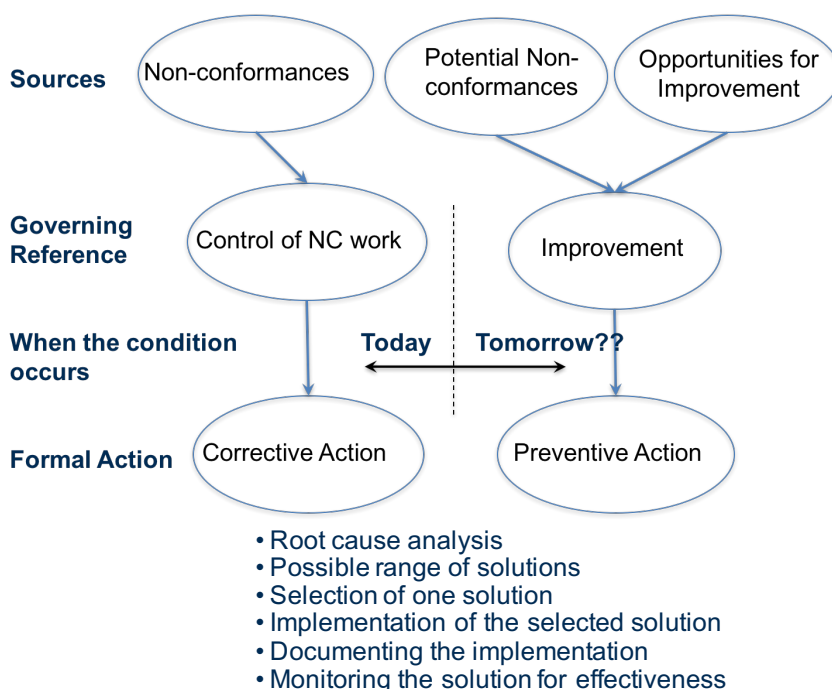 Sources
Non-conformances
Potential Non-
conformances
Opportunities for
Improvement
Governing
Reference
Control of NC work
Improvement
When the condition
occurs
Today
Tomorrow??
Formal Action
Corrective Action
Preventive Action
• Root cause analysis
• Possible range of solutions
• Selection of one solution
• Implementation of the selected solution
• Documenting the implementation
• Monitoring the solution for effectiveness